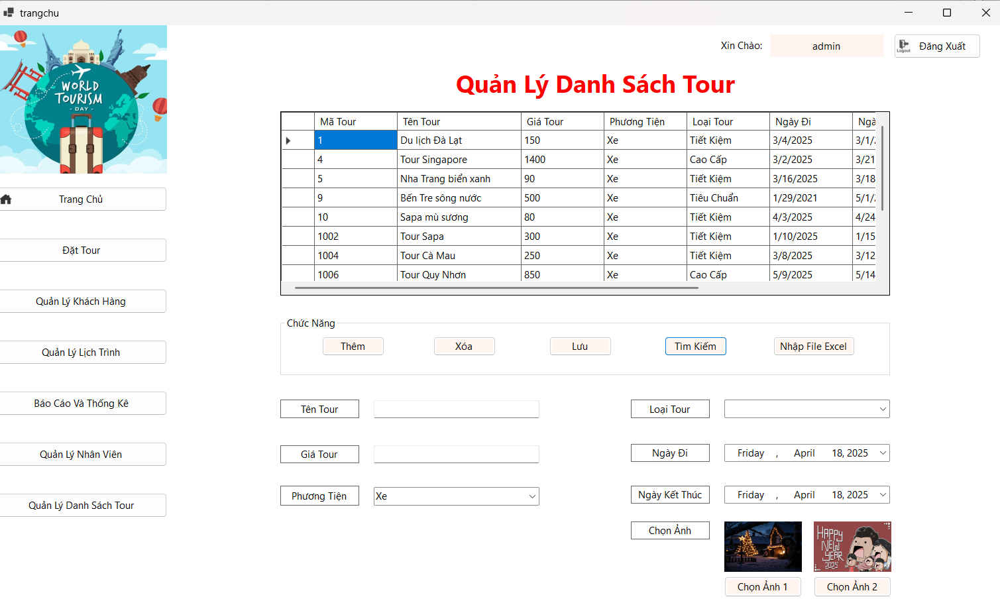 trangchu
WORLD
TOURISM
- DAY -
Xin Chào:
admin
Logout
Đăng Xuất
Quản Lý Danh Sách Tour
Mã Tour Tên Tour Giá Tour Phương Tiện Loại Tour Ngày Đi Ngà
1 Du lịch Đà Lạt 150 Xe Tiết Kiệm 3/4/2025 3/1/
4 Tour Singapore 1400 Xe Cao Cấp 3/2/2025 3/21
5 Nha Trang biển xanh 90 Xe Tiết Kiệm 3/16/2025 3/18
9 Bến Tre sông nước 500 Xe Tiêu Chuẩn 1/29/2021 5/1/
10 Sapa mù sương 80 Xe Tiết Kiệm 4/3/2025 4/24
1002 Tour Sapa 300 Xe Tiết Kiệm 1/10/2025 1/15
1004 Tour Cà Mau 250 Xe Tiết Kiệm 3/8/2025 3/12
1006 Tour Quy Nhơn 850 Xe Cao Cấp 5/9/2025 5/14
Trang Chủ
Đặt Tour
Quản Lý Khách Hàng
Quản Lý Lịch Trình
Báo Cáo Và Thống Kê
Quản Lý Nhân Viên
Quản Lý Danh Sách Tour
Chức Năng
Thêm
Xóa
Lưu
Tìm Kiếm
Nhập File Excel
Tên Tour
Loại Tour
Giá Tour
Ngày Đi
Friday , April 18, 2025
Phương Tiện
Xe
Ngày Kết Thúc
Friday , April 18, 2025
Chọn Ảnh
HAPPY
NEW
YEAR
2025
Chọn Ảnh 1
Chọn Ảnh 2